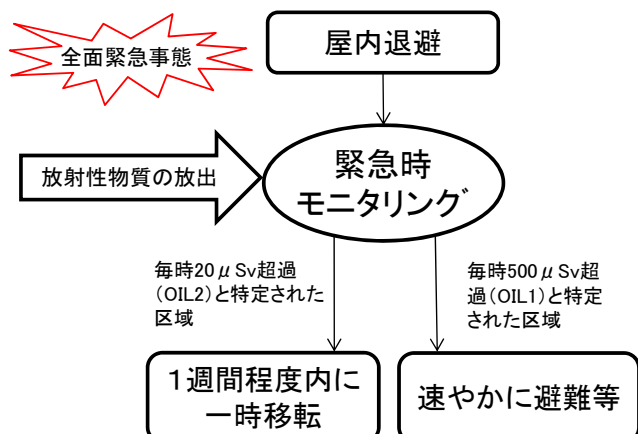 全面緊急事態
屋内退避
放射性物質の放出
緊急時
モニタリング
毎時20μSv超過
(OIL2)と特定された
区域
毎時500μSv超
過(OIL1)と特定
された区域
１週間程度内に
一時移転
速やかに避難等